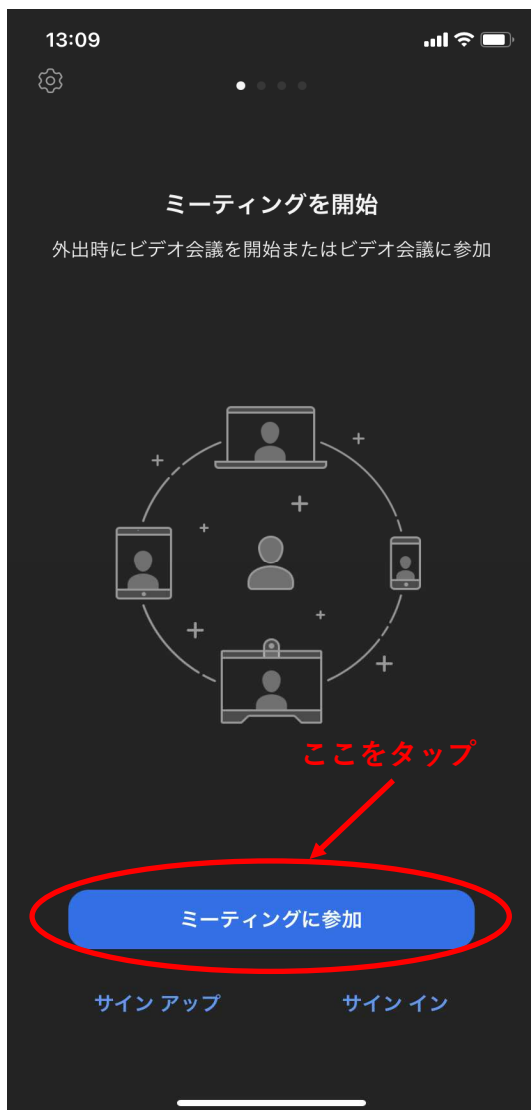 13:09
ミーティングを開始
外出時にビデオ会議を開始またはビデオ会議に参加
ここをタップ
ミーティングに参加
サイン アップ
サイン イン